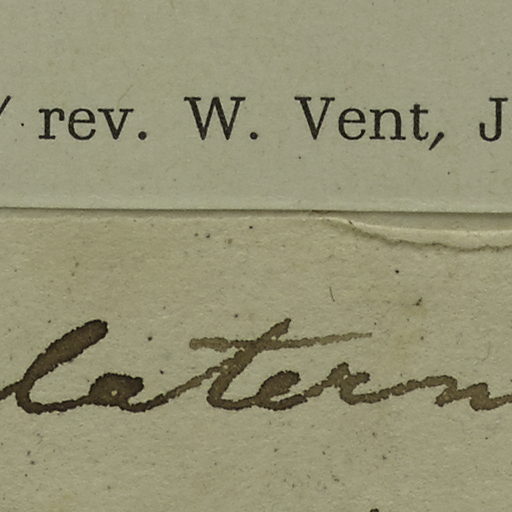 / rev. W. Vent, J
latern